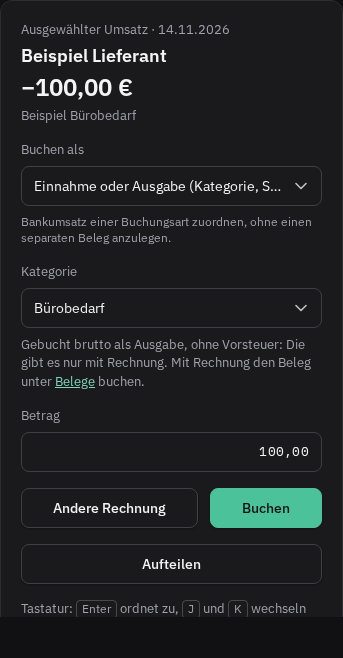 Ausgewählter Umsatz · 14.11.2026
Beispiel Lieferant
−100,00 €
Beispiel Bürobedarf
Buchen als
Einnahme oder Ausgabe (Kategorie, S...
Bankumsatz einer Buchungsart zuordnen, ohne einen
separaten Beleg anzulegen.
Kategorie
Bürobedarf
Gebucht brutto als Ausgabe, ohne Vorsteuer: Die
gibt es nur mit Rechnung. Mit Rechnung den Beleg
unter Belege buchen.
Betrag
100,00
Andere Rechnung Buchen
Aufteilen
Tastatur: Enter ordnet zu, J und K wechseln